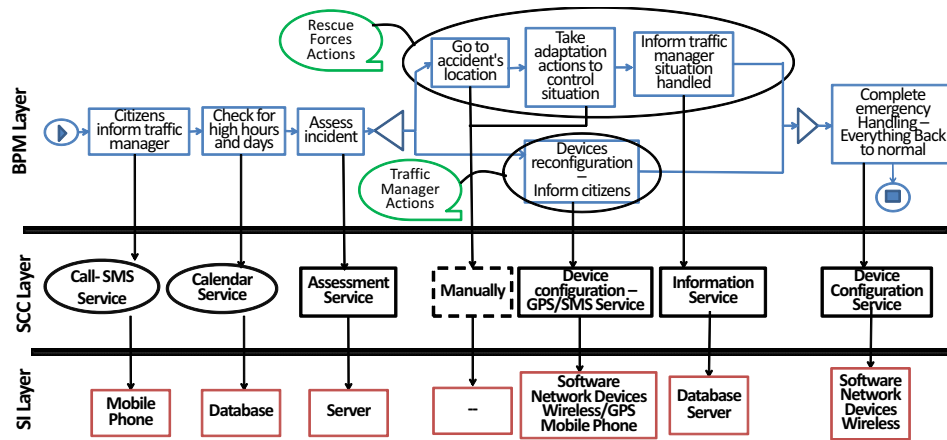 Rescue
Forces
Actions
Go to
accident's
location
Take
adaptation
actions to
control
situation
Inform traffic
manager
situation
handled
BPM Layer
Citizens
inform traffic
manager
Check for
high hours
and days
Assess
incident
Complete
emergency
Handling –
Everything Back
to normal
Traffic
Manager
Actions
Devices
reconfiguration
–
Inform citizens
SCC Layer
Call- SMS
Service
Calendar
Service
Assessment
Service
Manually
Device
configuration –
GPS/SMS Service
Information
Service
Device
Configuration
Service
SI Layer
Mobile
Phone
Database
Server
--
Software
Network Devices
Wireless/GPS
Mobile Phone
Database
Server
Software
Network
Devices
Wireless